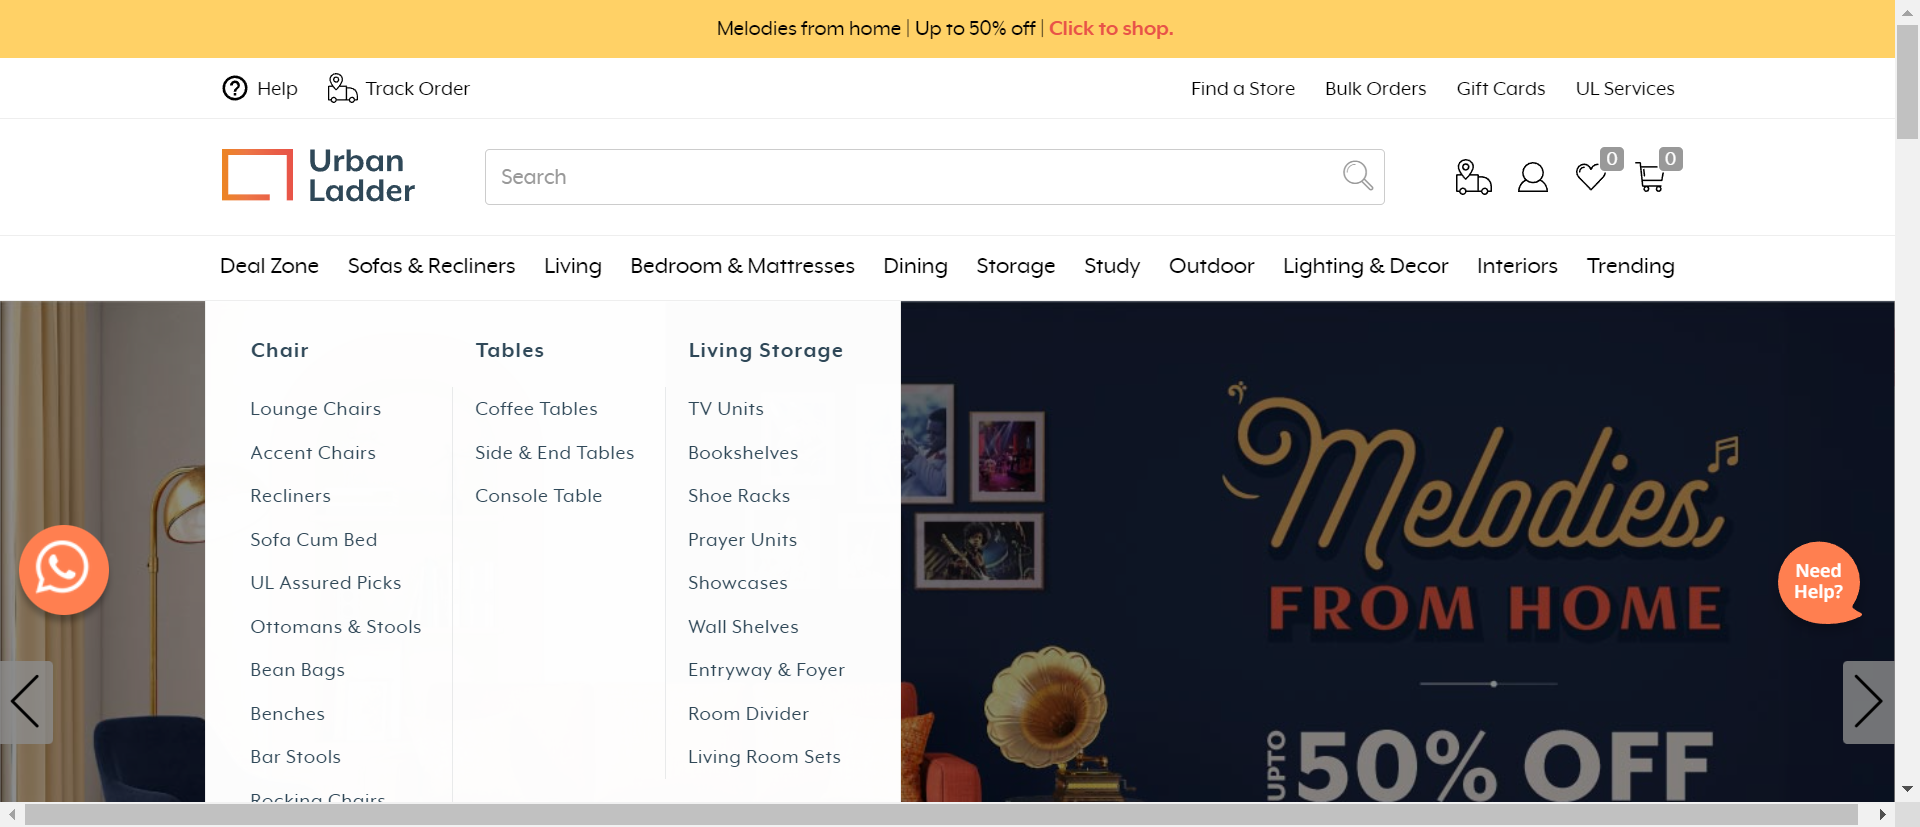 Melodies from home | Up to 50% off | Click to shop.
Help
Track Order
Find a Store
Bulk Orders
Gift Cards
UL Services
Urban
Ladder
Search
0
0
Deal Zone
Sofas & Recliners
Living
Bedroom & Mattresses
Dining
Storage
Study
Outdoor
Lighting & Decor
Interiors
Trending
Chair
Lounge Chairs
Accent Chairs
Recliners
Sofa Cum Bed
UL Assured Picks
Ottomans & Stools
Bean Bags
Benches
Bar Stools
Rocking Chairs
Tables
Coffee Tables
Side & End Tables
Console Table
Living Storage
TV Units
Bookshelves
Shoe Racks
Prayer Units
Showcases
Wall Shelves
Entryway & Foyer
Room Divider
Living Room Sets
Melodies
FROM HOME
UPTO
50% OFF
Need
Help?